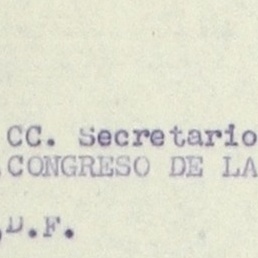 CC. Secretario
.CONGRESO DE LA
,D.F.